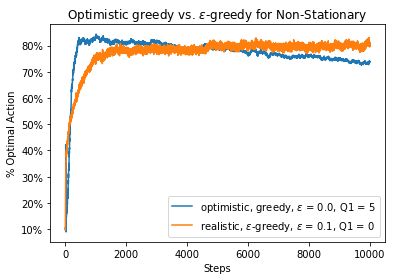 Optimistic greedy vs. ε-greedy for Non-Stationary
% Optimal Action
80%
70%
60%
50%
40%
30%
20%
10%
optimistic, greedy, ε = 0.0, Q1 = 5
realistic, ε-greedy, ε = 0.1, Q1 = 0
0
2000
4000
6000
8000
10000
Steps